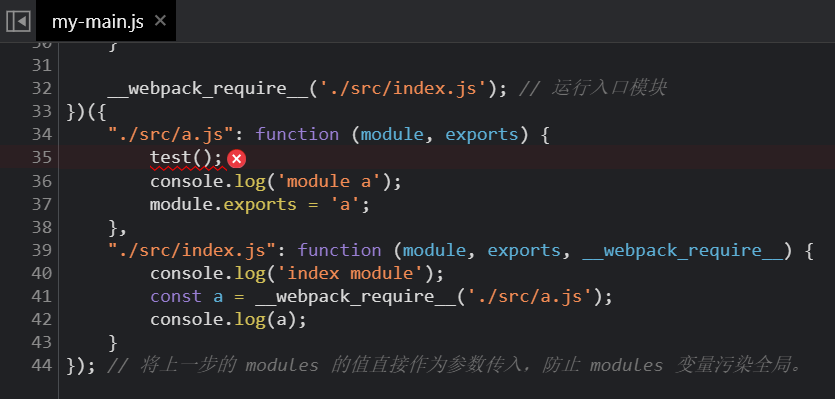 my-main.js ×
30 }
31
32 __webpack_require__('./src/index.js'); // 运行入口模块
33 })({
34 "./src/a.js": function (module, exports) {
35 test();
36 console.log('module a');
37 module.exports = 'a';
38 },
39 "./src/index.js": function (module, exports, __webpack_require__) {
40 console.log('index module');
41 const a = __webpack_require__('./src/a.js');
42 console.log(a);
43 }
44 }); // 将上一步的 modules 的值直接作为参数传入，防止 modules 变量污染全局。